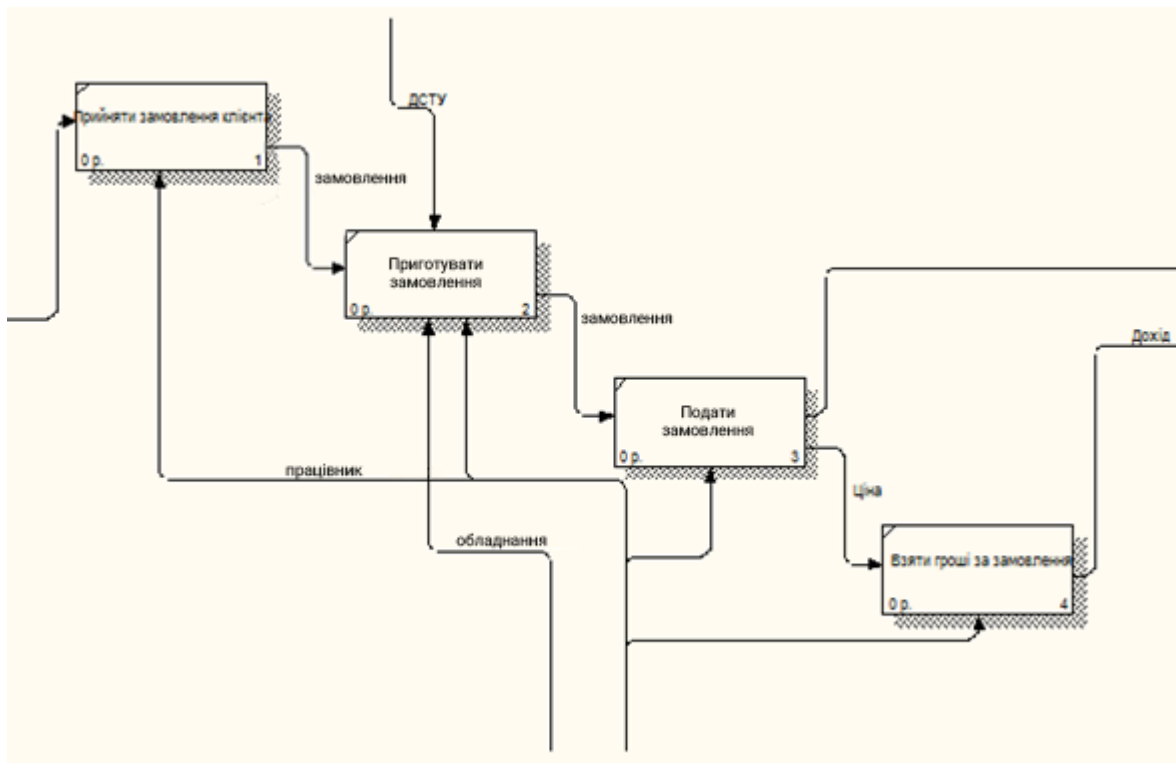 ДСТУ
Прийняти замовлення клієнта
0 р. 1
замовлення
Приготувати
замовлення
0 р. 2
замовлення
Дохід
Подати
замовлення
0 р. 3
працівник
Ціна
обладнання
Взяти гроші за замовлення
0 р. 4